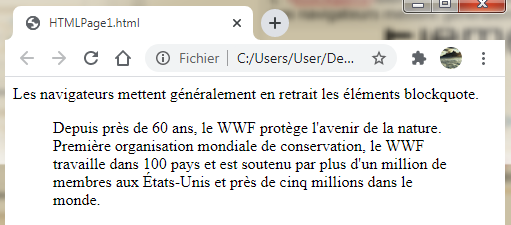 HTMLPage1.html
Fichier | C:/Users/User/De...
Les navigateurs mettent généralement en retrait les éléments blockquote.
Depuis près de 60 ans, le WWF protège l'avenir de la nature.
Première organisation mondiale de conservation, le WWF
travaille dans 100 pays et est soutenu par plus d'un million de
membres aux États-Unis et près de cinq millions dans le
monde.